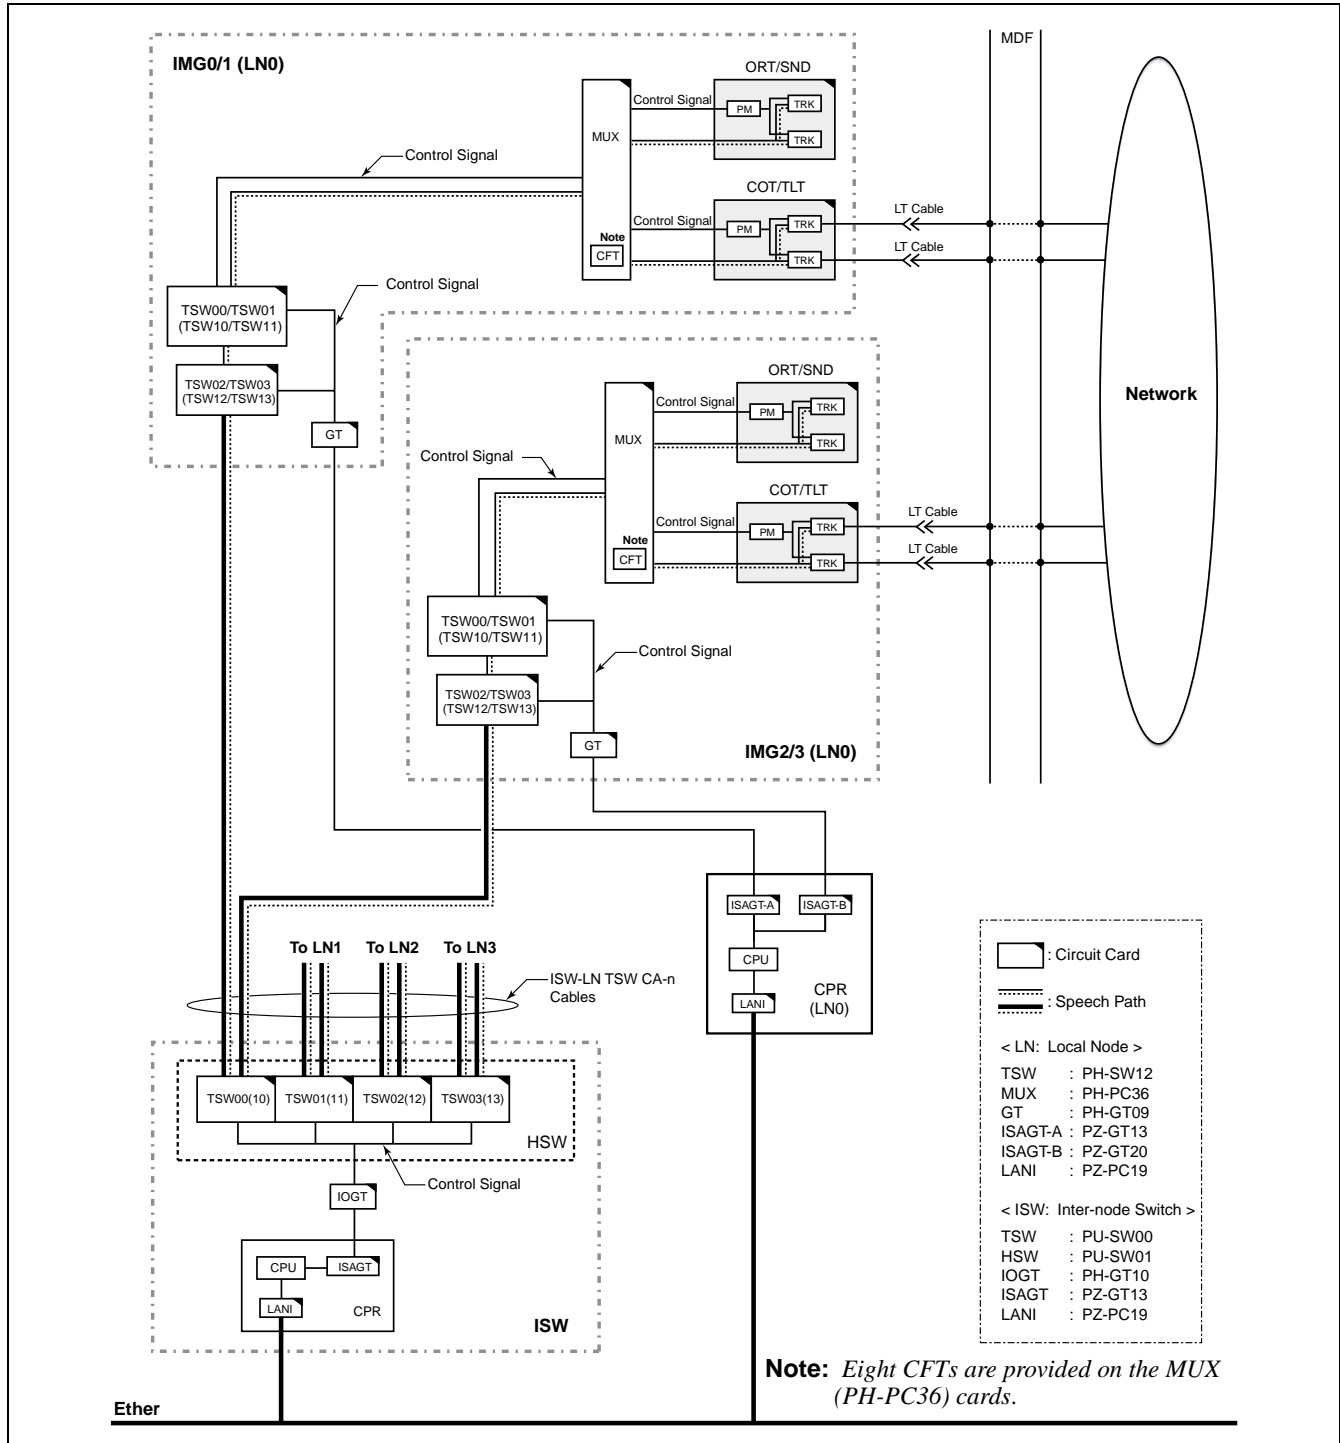 MDF
IMG0/1 (LN0)
ORT/SND
Control Signal
PM
TRK
TRK
MUX
Control Signal
COT/TLT
Control Signal
PM
TRK
TRK
LT Cable
LT Cable
Note
CFT
Control Signal
TSW00/TSW01
(TSW10/TSW11)
TSW02/TSW03
(TSW12/TSW13)
GT
Network
ORT/SND
Control Signal
PM
TRK
TRK
MUX
Control Signal
COT/TLT
Control Signal
PM
TRK
TRK
LT Cable
LT Cable
Note
CFT
TSW00/TSW01
(TSW10/TSW11)
Control Signal
TSW02/TSW03
(TSW12/TSW13)
GT
IMG2/3 (LN0)
ISAGT-A
ISAGT-B
CPU
LANI
CPR
(LN0)
To LN1
To LN2
To LN3
ISW-LN TSW CA-n
Cables
TSW00(10)
TSW01(11)
TSW02(12)
TSW03(13)
HSW
Control Signal
IOGT
CPU
ISAGT
LANI
CPR
ISW
: Circuit Card
: Speech Path
< LN: Local Node >
TSW : PH-SW12
MUX : PH-PC36
GT : PH-GT09
ISAGT-A : PZ-GT13
ISAGT-B : PZ-GT20
LANI : PZ-PC19
< ISW: Inter-node Switch >
TSW : PU-SW00
HSW : PU-SW01
IOGT : PH-GT10
ISAGT : PZ-GT13
LANI : PZ-PC19
Note: Eight CFTs are provided on the MUX
(PH-PC36) cards.
Ether